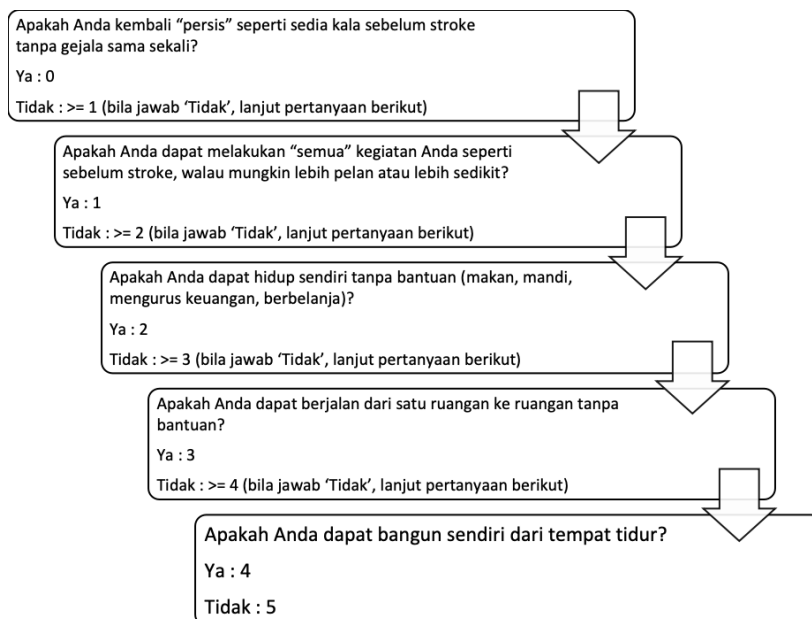 Apakah Anda kembali “persis” seperti sedia kala sebelum stroke
tanpa gejala sama sekali?
Ya : 0
Tidak : >= 1 (bila jawab ‘Tidak’, lanjut pertanyaan berikut)
Apakah Anda dapat melakukan “semua” kegiatan Anda seperti
sebelum stroke, walau mungkin lebih pelan atau lebih sedikit?
Ya : 1
Tidak : >= 2 (bila jawab ‘Tidak’, lanjut pertanyaan berikut)
Apakah Anda dapat hidup sendiri tanpa bantuan (makan, mandi,
mengurus keuangan, berbelanja)?
Ya : 2
Tidak : >= 3 (bila jawab ‘Tidak’, lanjut pertanyaan berikut)
Apakah Anda dapat berjalan dari satu ruangan ke ruangan tanpa
bantuan?
Ya : 3
Tidak : >= 4 (bila jawab ‘Tidak’, lanjut pertanyaan berikut)
Apakah Anda dapat bangun sendiri dari tempat tidur?
Ya : 4
Tidak : 5